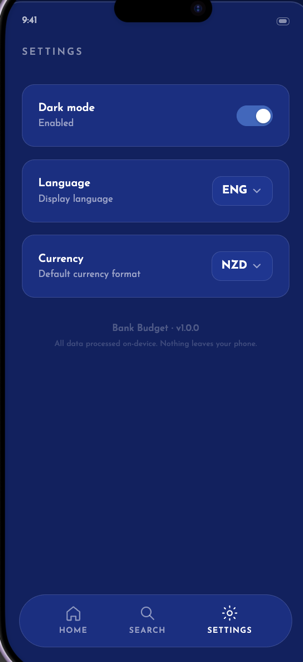 9:41
SETTINGS
Dark mode
Enabled
Language
Display language
ENG
Currency
Default currency format
NZD
Bank Budget · v1.0.0
All data processed on-device. Nothing leaves your phone.
HOME
SEARCH
SETTINGS